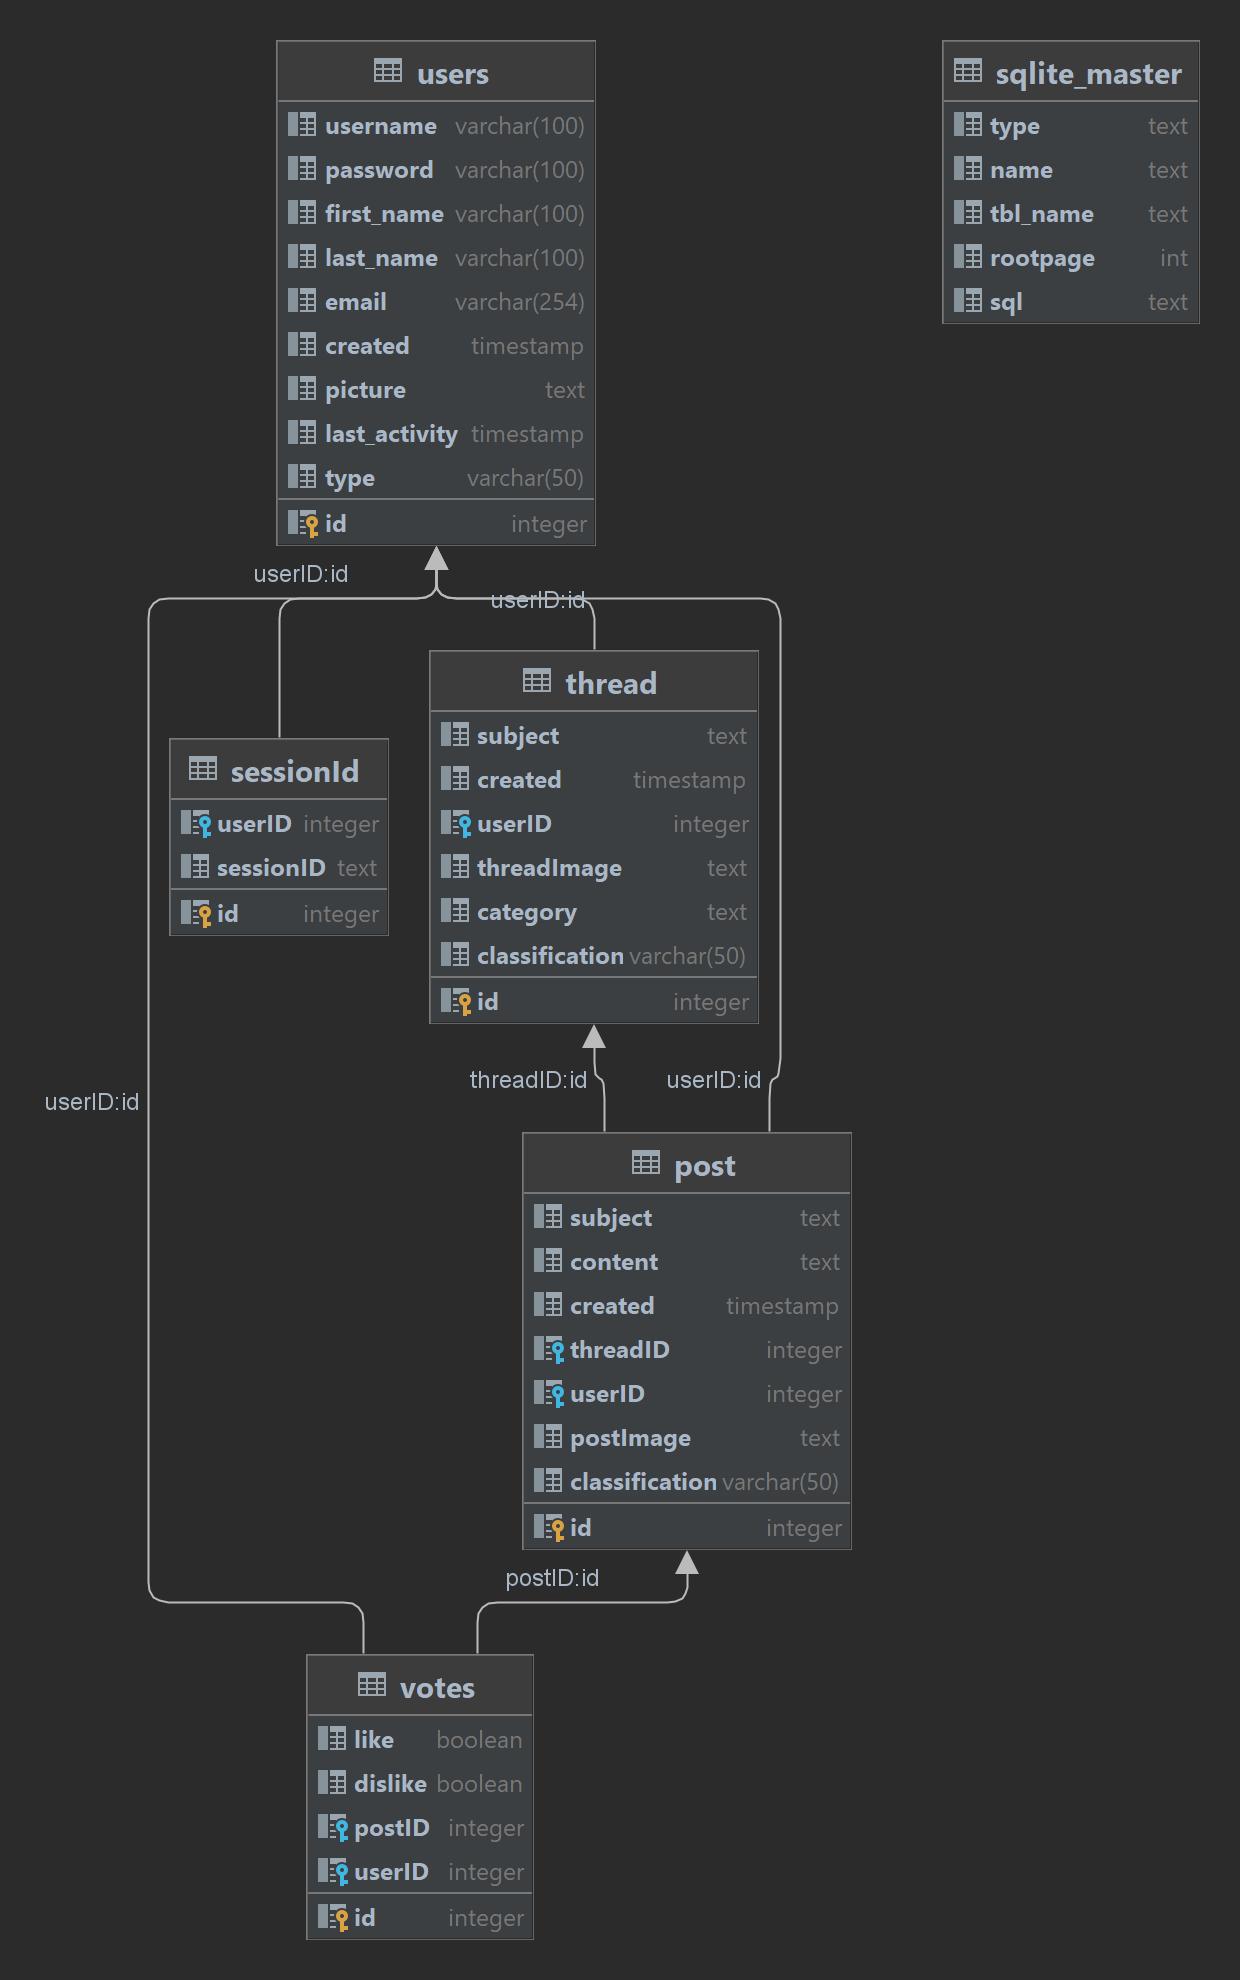 users
username varchar(100)
password varchar(100)
first_name varchar(100)
last_name varchar(100)
email varchar(254)
created timestamp
picture text
last_activity timestamp
type varchar(50)
id integer
sqlite_master
type text
name text
tbl_name text
rootpage int
sql text
userID:id
userID:id
thread
subject text
created timestamp
userID integer
threadImage text
category text
classification varchar(50)
id integer
sessionId
userID integer
sessionID text
id integer
threadID:id
userID:id
userID:id
post
subject text
content text
created timestamp
threadID integer
userID integer
postImage text
classification varchar(50)
id integer
postID:id
votes
like boolean
dislike boolean
postID integer
userID integer
id integer